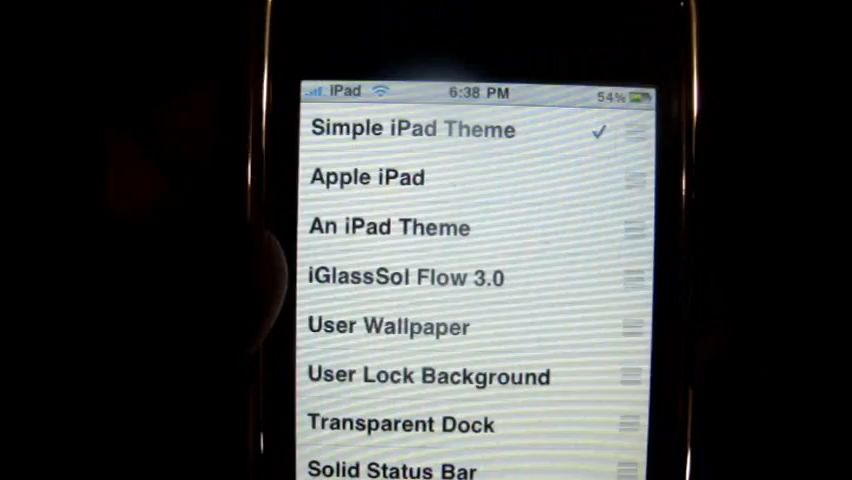 iPad 6:38 PM 54%
Simple iPad Theme
Apple iPad
An iPad Theme
iGlassSol Flow 3.0
User Wallpaper
User Lock Background
Transparent Dock
Solid Status Bar